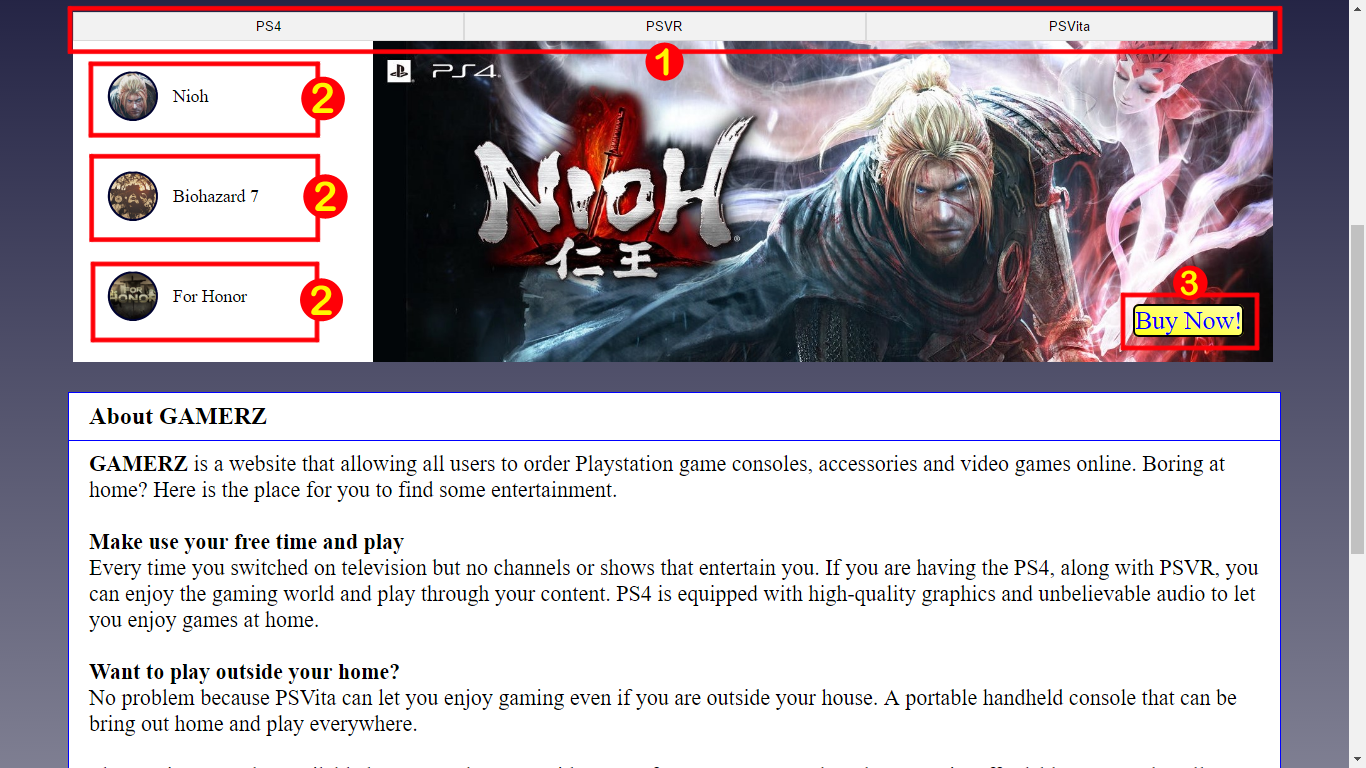 PS4 PSVR PSVita
1
Nioh 2
Biohazard 7 2
For Honor 2
PS4
NIOH
仁王
FOR HONOR
3
Buy Now!
About GAMERZ
GAMERZ is a website that allowing all users to order Playstation game consoles, accessories and video games online. Boring at
home? Here is the place for you to find some entertainment.
Make use your free time and play
Every time you switched on television but no channels or shows that entertain you. If you are having the PS4, along with PSVR, you
can enjoy the gaming world and play through your content. PS4 is equipped with high-quality graphics and unbelievable audio to let
you enjoy games at home.
Want to play outside your home?
No problem because PSVita can let you enjoy gaming even if you are outside your house. A portable handheld console that can be
bring out home and play everywhere.